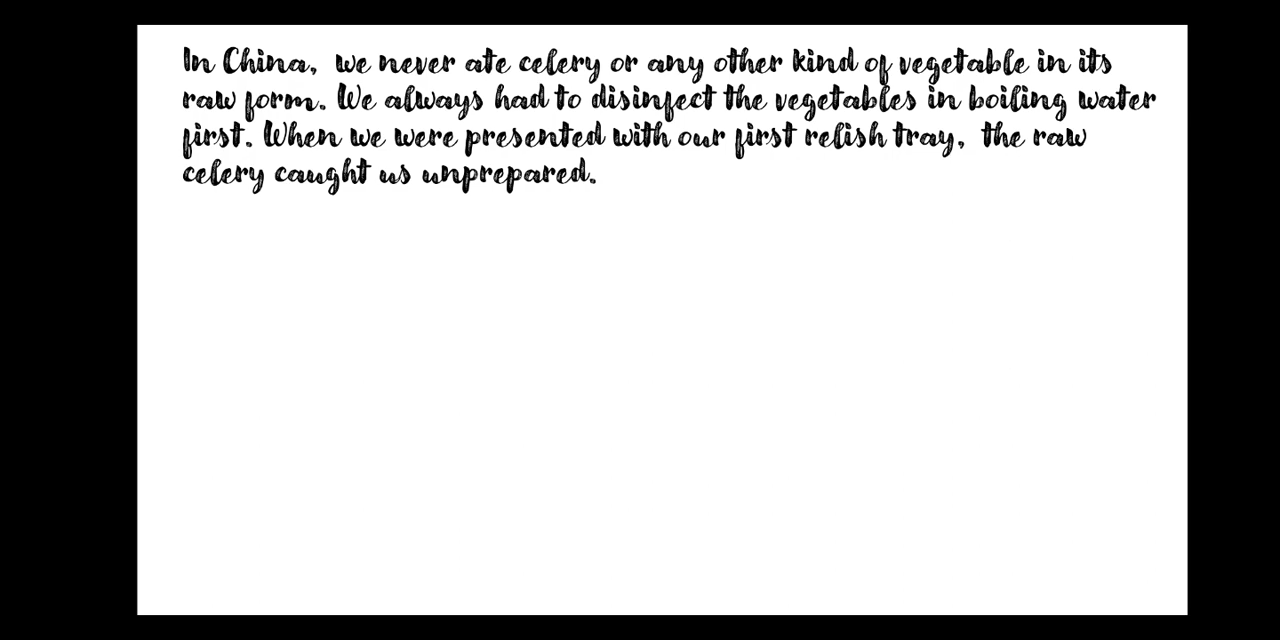 In China, we never ate celery or any other kind of vegetable in its
raw form. We always had to disinfect the vegetables in boiling water
first. When we were presented with our first relish tray, the raw
celery caught us unprepared.